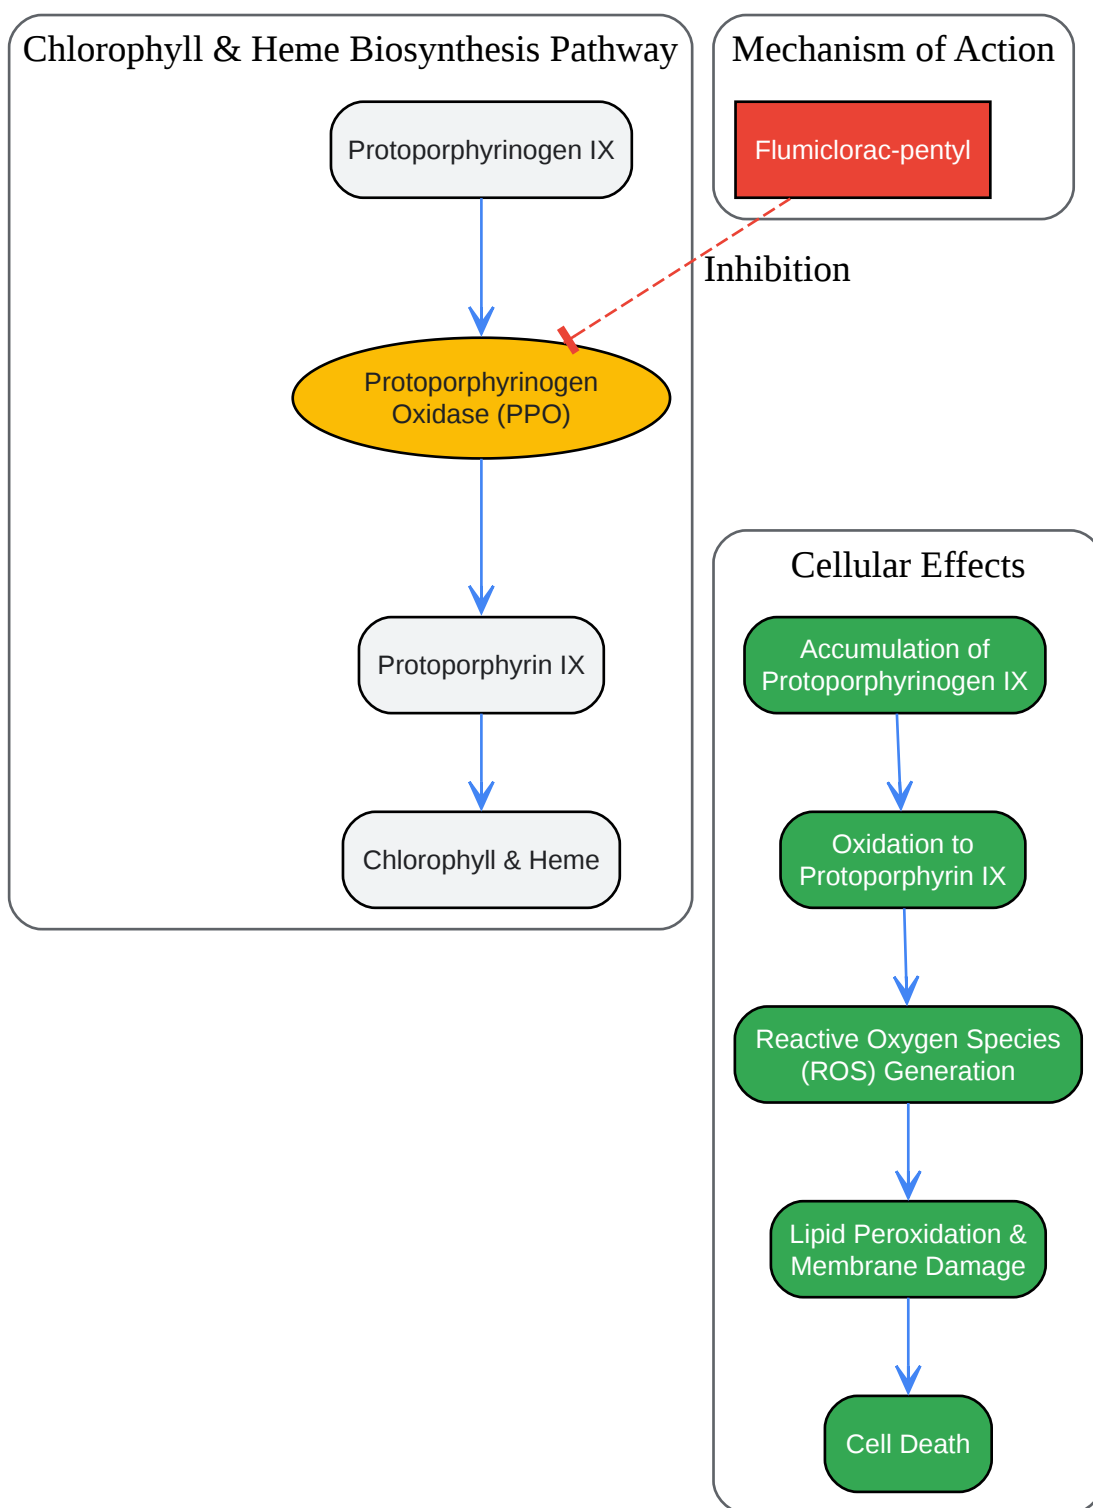 Chlorophyll & Heme Biosynthesis Pathway
Protoporphyrinogen IX
Protoporphyrinogen
Oxidase (PPO)
Protoporphyrin IX
Chlorophyll & Heme
Mechanism of Action
Flumiclorac-pentyl
Inhibition
Cellular Effects
Accumulation of
Protoporphyrinogen IX
Oxidation to
Protoporphyrin IX
Reactive Oxygen Species
(ROS) Generation
Lipid Peroxidation &
Membrane Damage
Cell Death